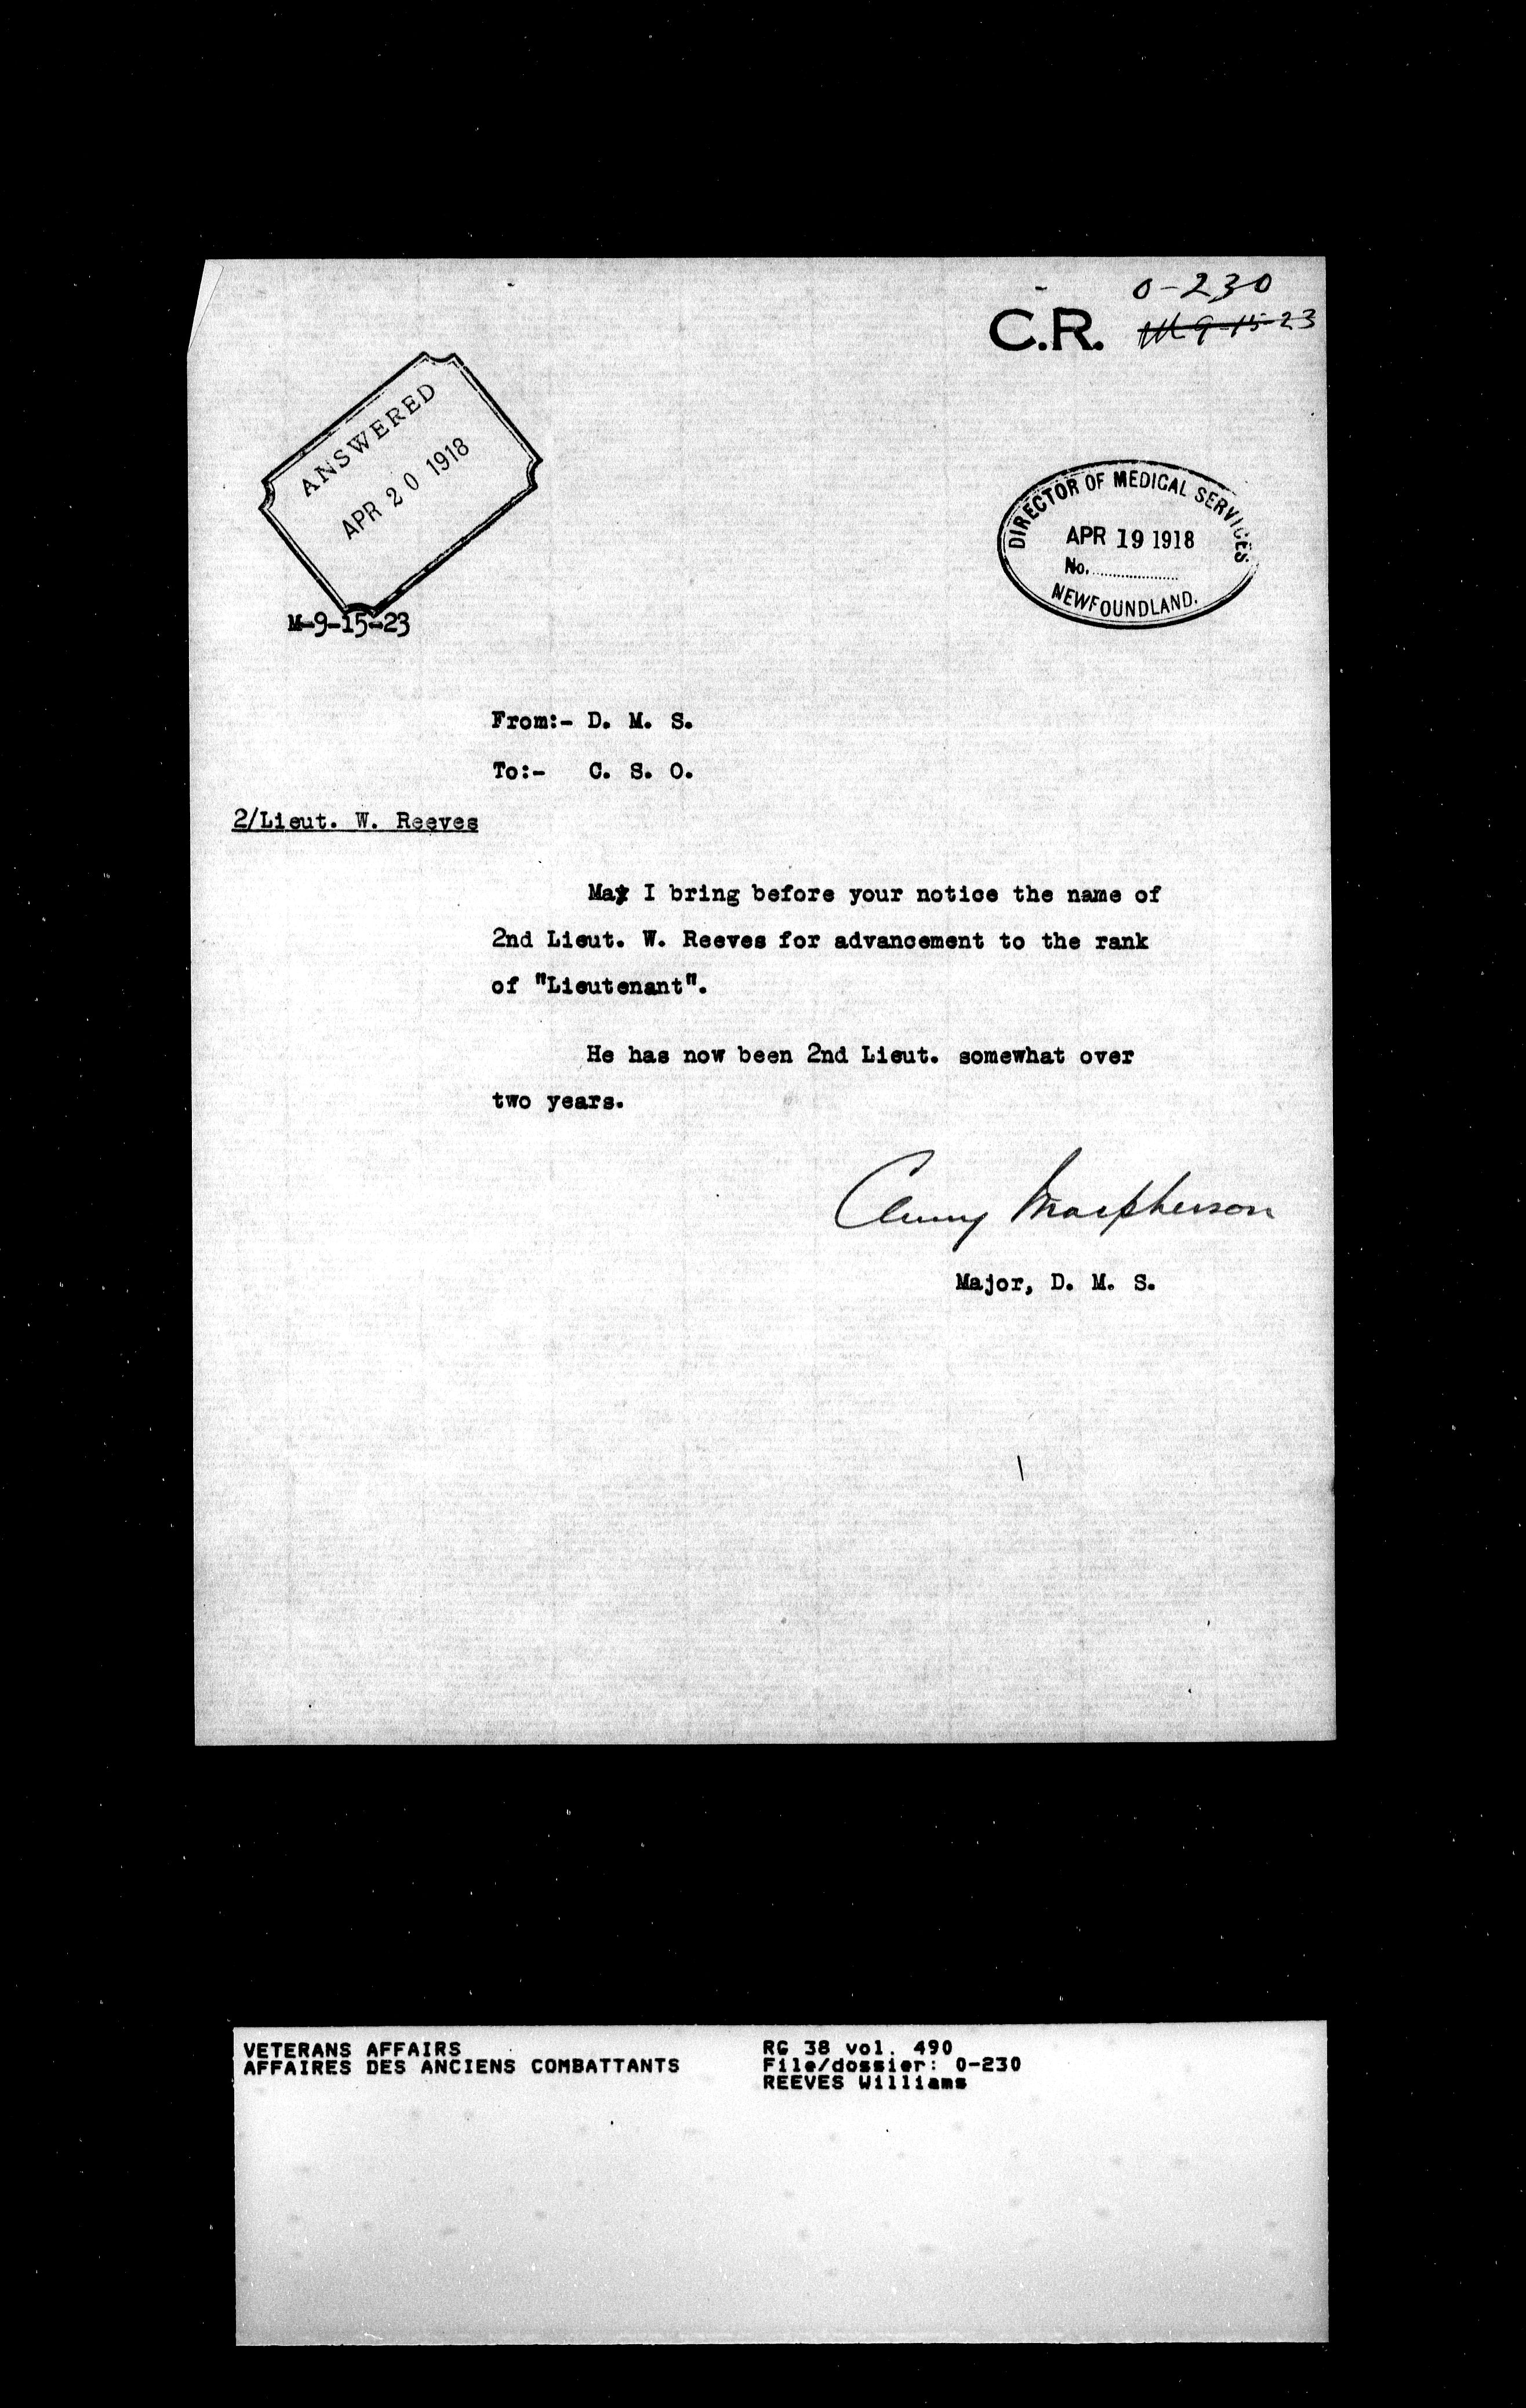 0-230
C.R. M 9-15-23
ANSWERED
APR 20 1918
DIRECTOR OF MEDICAL SERVICES
APR 19 1918
No.
NEWFOUNDLAND.
M-9-15-23
From:- D. M. S.
To:- C. S. O.
2/Lieut. W. Reeves
May I bring before your notice the name of
2nd Lieut. W. Reeves for advancement to the rank
of "Lieutenant".
He has now been 2nd Lieut. somewhat over
two years.
Cluny Macpherson
Major, D. M. S.
VETERANS AFFAIRS
AFFAIRES DES ANCIENS COMBATTANTS
RG 38 vol. 490
File/dossier: 0-230
REEVES Williams